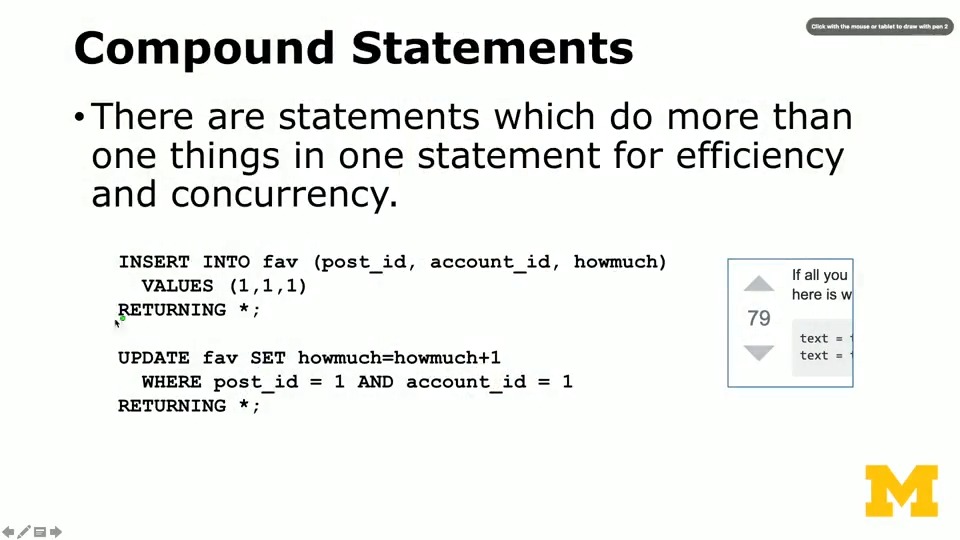 Click with the mouse or tablet to draw with pen 2
Compound Statements
• There are statements which do more than
one things in one statement for efficiency
and concurrency.
INSERT INTO fav (post_id, account_id, howmuch)
VALUES (1,1,1)
RETURNING *;
UPDATE fav SET howmuch=howmuch+1
WHERE post_id = 1 AND account_id = 1
RETURNING *;
If all you
here is w
79
text =
text =
M